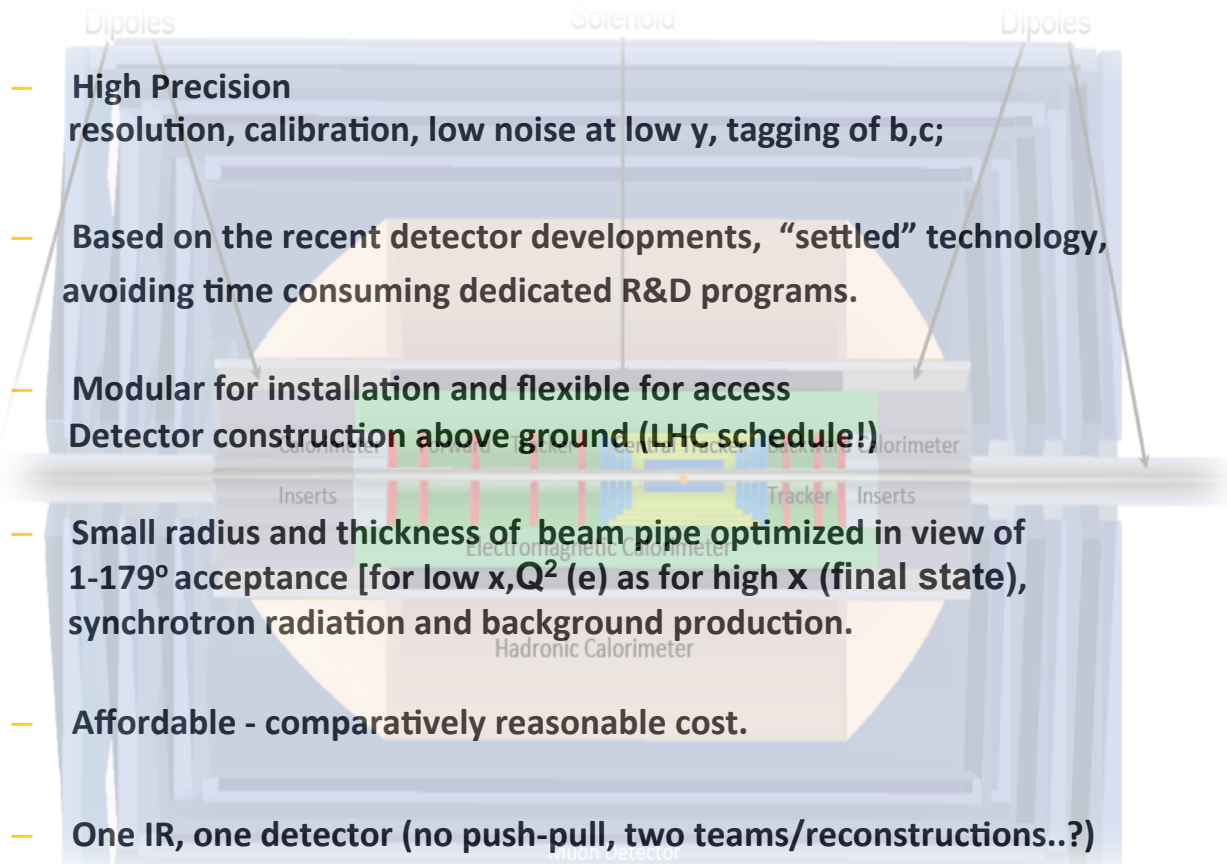 Dipoles Solenoid Dipoles
– High Precision
resolution, calibration, low noise at low y, tagging of b,c;
– Based on the recent detector developments, “settled” technology,
avoiding time consuming dedicated R&D programs.
– Modular for installation and flexible for access
Detector construction above ground (LHC schedule!)
Calorimeter Forward Tracker Central Tracker Backward Calorimeter
Inserts Tracker Inserts
– Small radius and thickness of beam pipe optimized in view of
Electromagnetic Calorimeter
1-179º acceptance [for low x,Q² (e) as for high x (final state),
synchrotron radiation and background production.
Hadronic Calorimeter
– Affordable - comparatively reasonable cost.
– One IR, one detector (no push-pull, two teams/reconstructions..?)
Muon Detector